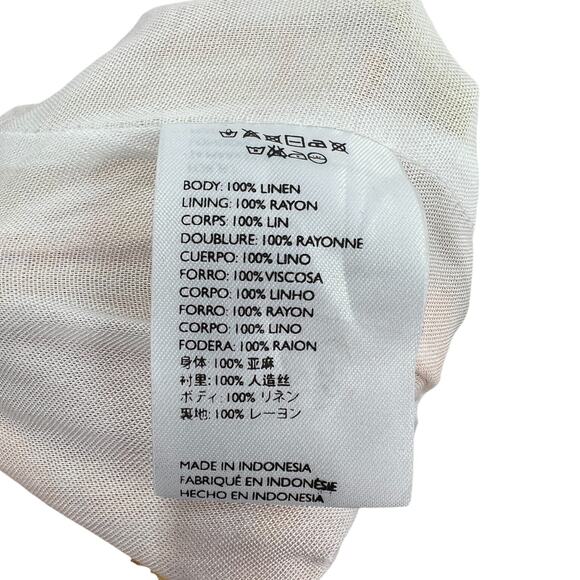 BODY: 100% LINEN
LINING: 100% RAYON
CORPS: 100% LIN
DOUBLURE: 100% RAYONNE
CUERPO: 100% LINO
FORRO: 100% VISCOSA
CORPO: 100% LINHO
FORRO: 100% RAYON
CORPO: 100% LINO
FODERA: 100% RAION
身体: 100% 亚麻
衬里: 100% 人造丝
ボディ: 100% リネン
裏地: 100% レーヨン
MADE IN INDONESIA
FABRIQUÉ EN INDONÉSIE
HECHO EN INDONESIA